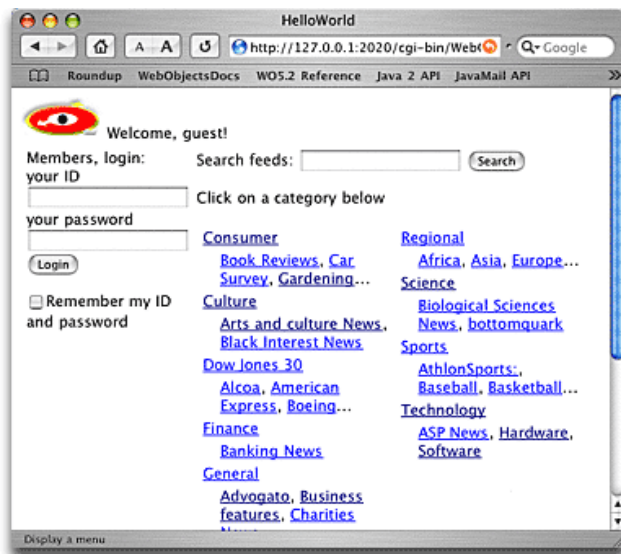 HelloWorld
A A
http://127.0.0.1:2020/cgi-bin/Web
Q Google
Roundup WebObjectsDocs WO5.2 Reference Java 2 API JavaMail API »
Welcome, guest!
Members, login:
your ID
your password
Login
Remember my ID
and password
Search feeds: Search
Click on a category below
Consumer
Book Reviews, Car
Survey, Gardening...
Culture
Arts and culture News,
Black Interest News
Dow Jones 30
Alcoa, American
Express, Boeing...
Finance
Banking News
General
Advogato, Business
features, Charities
Regional
Africa, Asia, Europe...
Science
Biological Sciences
News, bottomquark
Sports
AthlonSports:,
Baseball, Basketball...
Technology
ASP News, Hardware,
Software
Display a menu